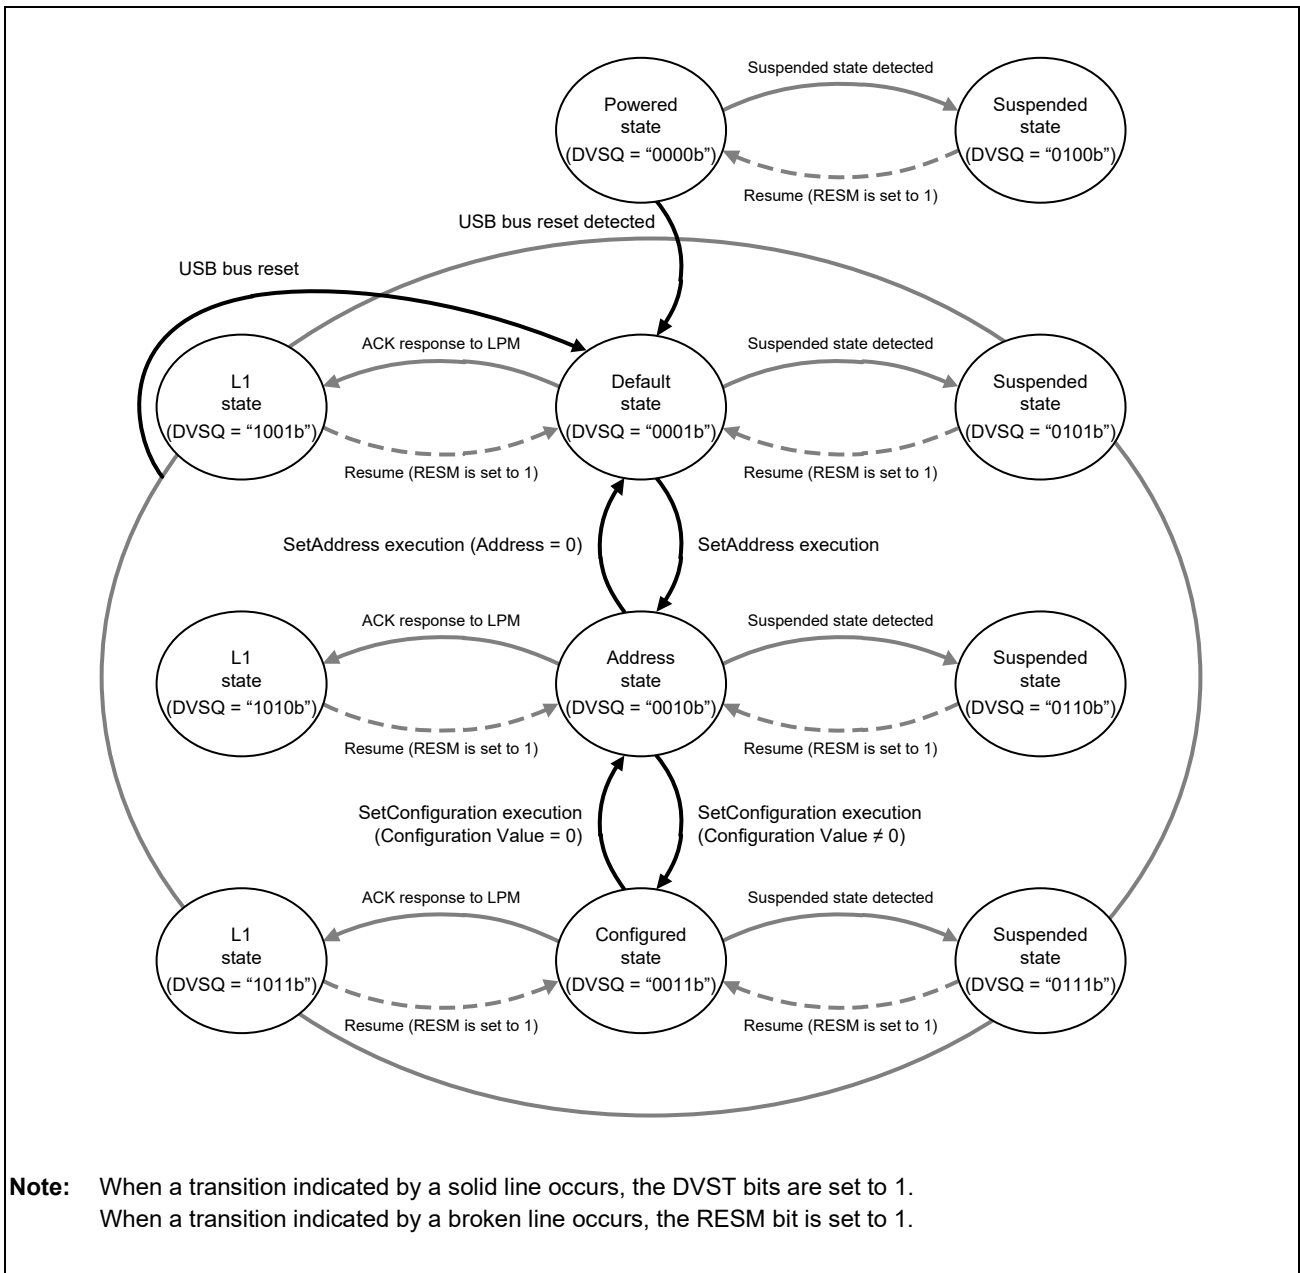 Suspended state detected
Powered
state
(DVSQ = “0000b”)
Suspended
state
(DVSQ = “0100b”)
Resume (RESM is set to 1)
USB bus reset detected
USB bus reset
ACK response to LPM
Suspended state detected
L1
state
(DVSQ = “1001b”)
Default
state
(DVSQ = “0001b”)
Suspended
state
(DVSQ = “0101b”)
Resume (RESM is set to 1)
Resume (RESM is set to 1)
SetAddress execution (Address = 0)
SetAddress execution
ACK response to LPM
Suspended state detected
L1
state
(DVSQ = “1010b”)
Address
state
(DVSQ = “0010b”)
Suspended
state
(DVSQ = “0110b”)
Resume (RESM is set to 1)
Resume (RESM is set to 1)
SetConfiguration execution
(Configuration Value = 0)
SetConfiguration execution
(Configuration Value ≠ 0)
ACK response to LPM
Suspended state detected
L1
state
(DVSQ = “1011b”)
Configured
state
(DVSQ = “0011b”)
Suspended
state
(DVSQ = “0111b”)
Resume (RESM is set to 1)
Resume (RESM is set to 1)
Note: When a transition indicated by a solid line occurs, the DVST bits are set to 1.
When a transition indicated by a broken line occurs, the RESM bit is set to 1.